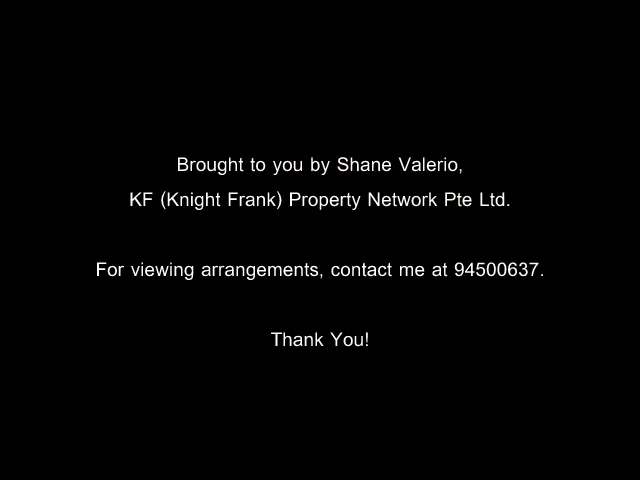 Brought to you by Shane Valerio,
KF (Knight Frank) Property Network Pte Ltd.
For viewing arrangements, contact me at 94500637.
Thank You!